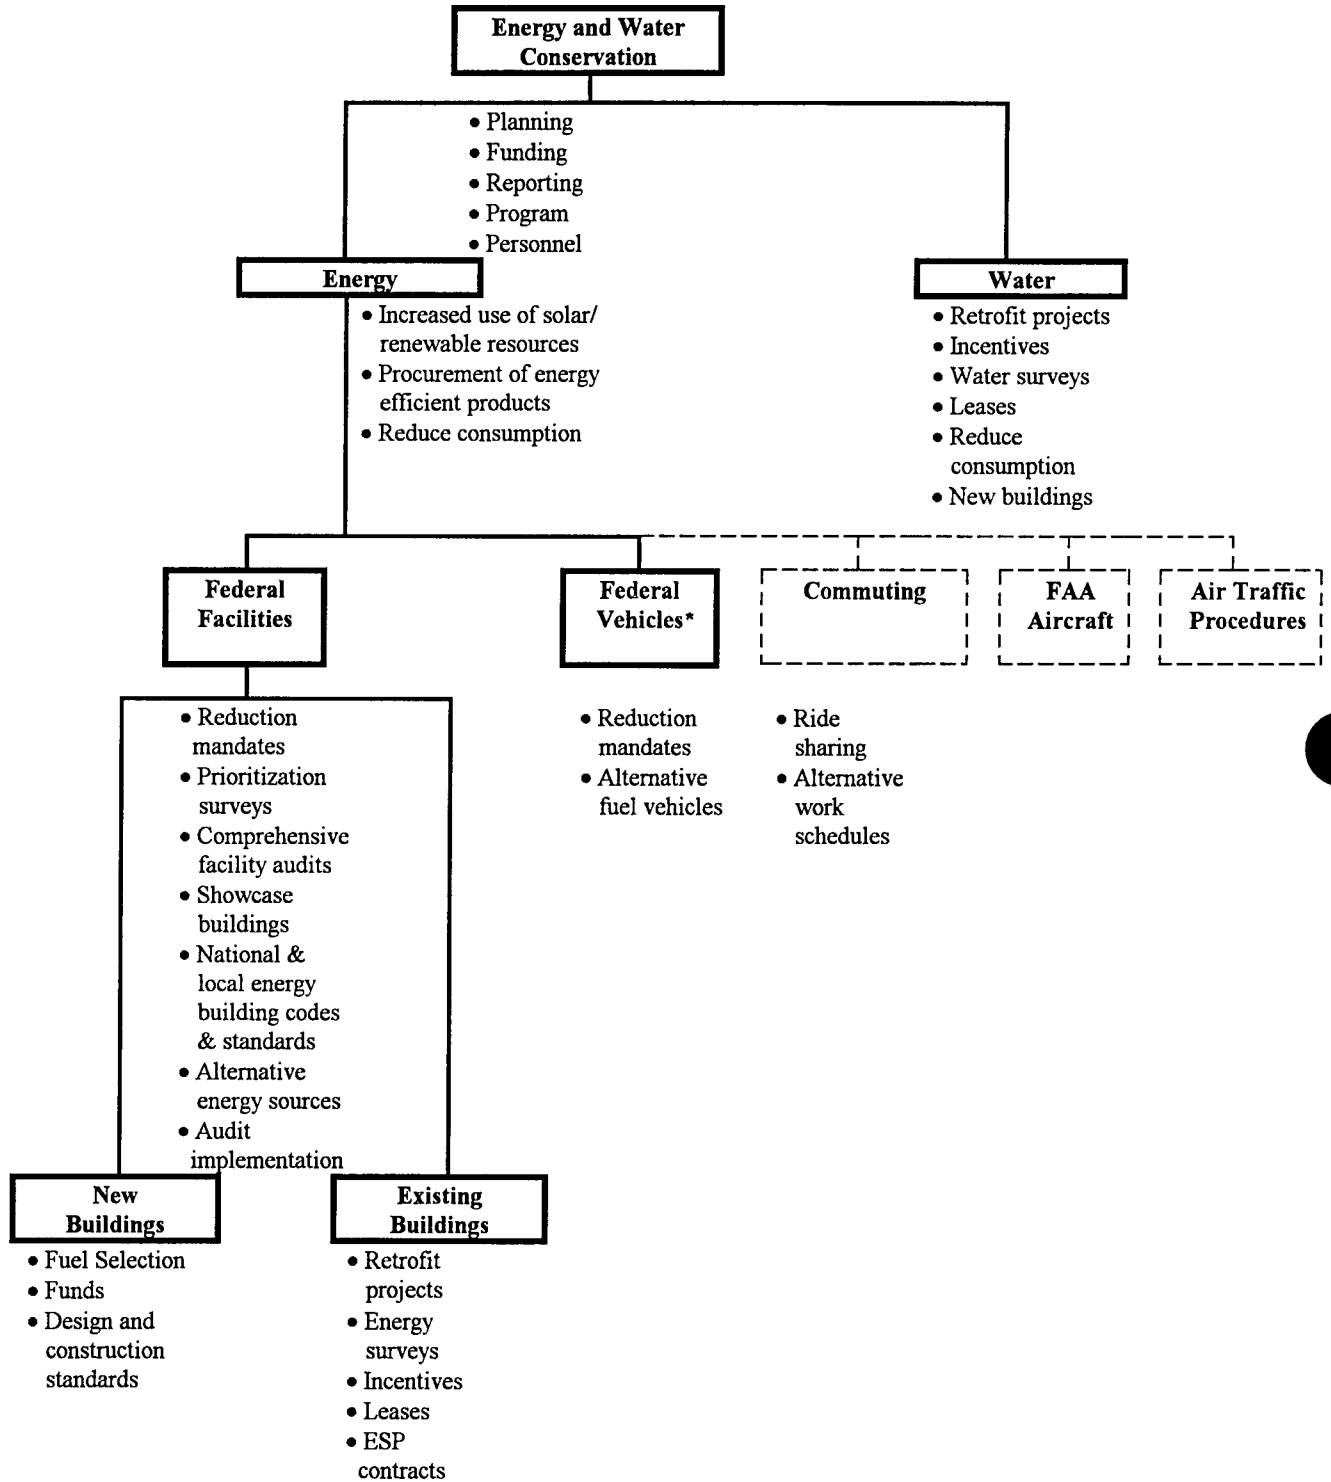 Energy and Water
Conservation
• Planning
• Funding
• Reporting
• Program
• Personnel
Energy
• Increased use of solar/
renewable resources
• Procurement of energy
efficient products
• Reduce consumption
Water
• Retrofit projects
• Incentives
• Water surveys
• Leases
• Reduce
consumption
• New buildings
Federal
Facilities
• Reduction
mandates
• Prioritization
surveys
• Comprehensive
facility audits
• Showcase
buildings
• National &
local energy
building codes
& standards
• Alternative
energy sources
• Audit
implementation
Federal
Vehicles*
• Reduction
mandates
• Alternative
fuel vehicles
Commuting
• Ride
sharing
• Alternative
work
schedules
FAA
Aircraft
Air Traffic
Procedures
New
Buildings
• Fuel Selection
• Funds
• Design and
construction
standards
Existing
Buildings
• Retrofit
projects
• Energy
surveys
• Incentives
• Leases
• ESP
contracts